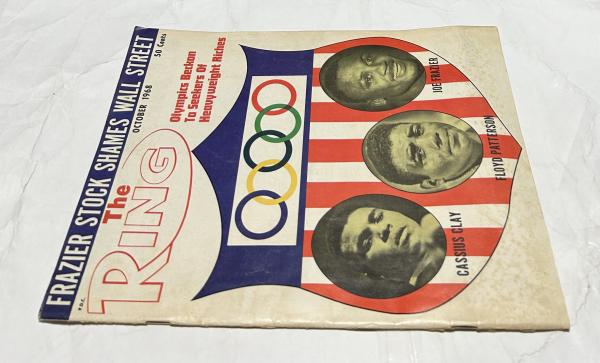 FRAZIER STOCK SHAMES WALL STREET
OCTOBER 1968
50 Cents
The
RING
Olympics Beckon
To Seekers Of
Heavyweight Riches
CASSIUS CLAY
FLOYD PATTERSON
JOE FRAZIER